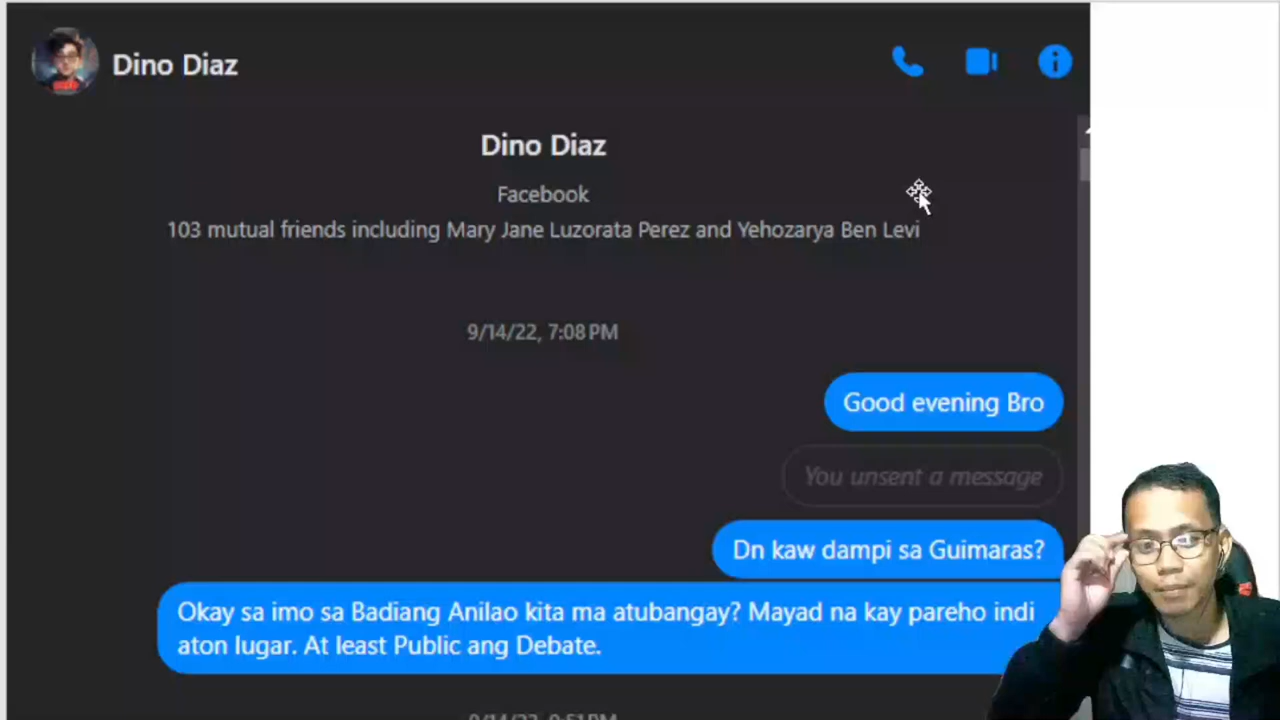 Dino Diaz
Dino Diaz
Facebook
103 mutual friends including Mary Jane Luzorata Perez and Yehozarya Ben Levi
9/14/22, 7:08 PM
Good evening Bro
You unsent a message
Dn kaw dampi sa Guimaras?
Okay sa imo sa Badiang Anilao kita ma atubangay? Mayad na kay pareho indi
aton lugar. At least Public ang Debate.